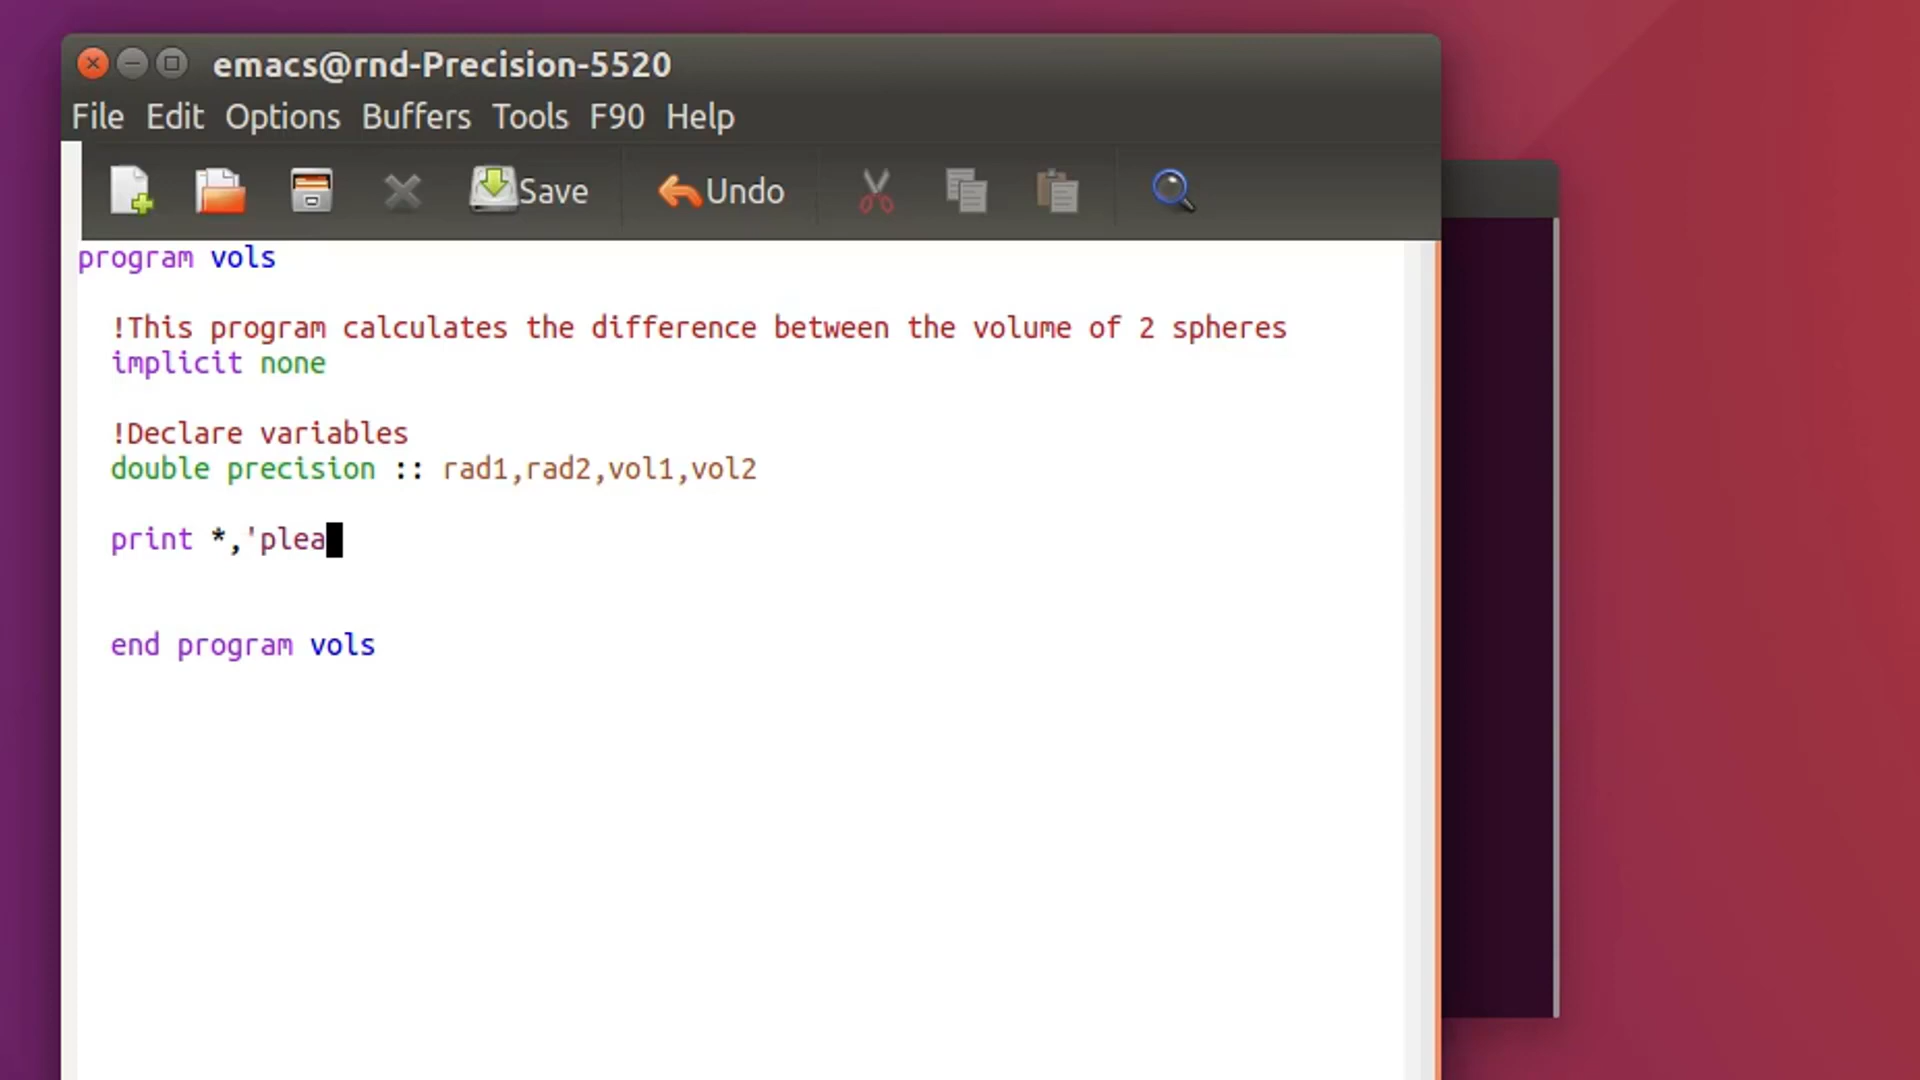 emacs@rnd-Precision-5520
File Edit Options Buffers Tools F90 Help
Save Undo
program vols
!This program calculates the difference between the volume of 2 spheres
implicit none
!Declare variables
double precision :: rad1,rad2,vol1,vol2
print *,'plea
end program vols